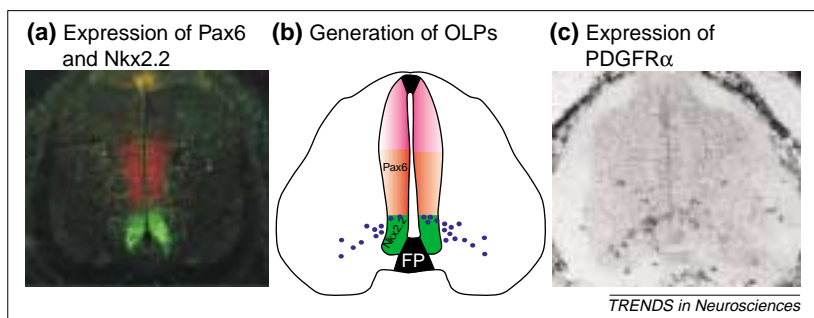 (a) Expression of Pax6
and Nkx2.2
(b) Generation of OLPs
(c) Expression of
PDGFRα
Pax6
Nkx2.2
FP
TRENDS in Neurosciences